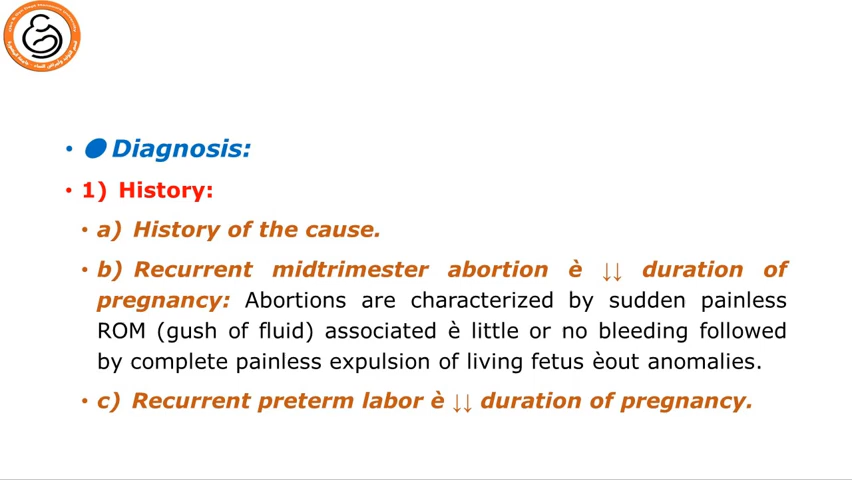 ● Diagnosis:
1) History:
a) History of the cause.
b) Recurrent midtrimester abortion è ↓↓ duration of
pregnancy: Abortions are characterized by sudden painless
ROM (gush of fluid) associated è little or no bleeding followed
by complete painless expulsion of living fetus èout anomalies.
c) Recurrent preterm labor è ↓↓ duration of pregnancy.